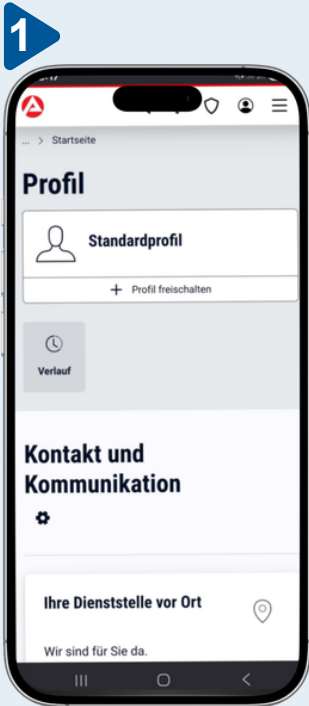 1
... > Startseite
Profil
Standardprofil
+ Profil freischalten
Verlauf
Kontakt und
Kommunikation
Ihre Dienststelle vor Ort
Wir sind für Sie da.